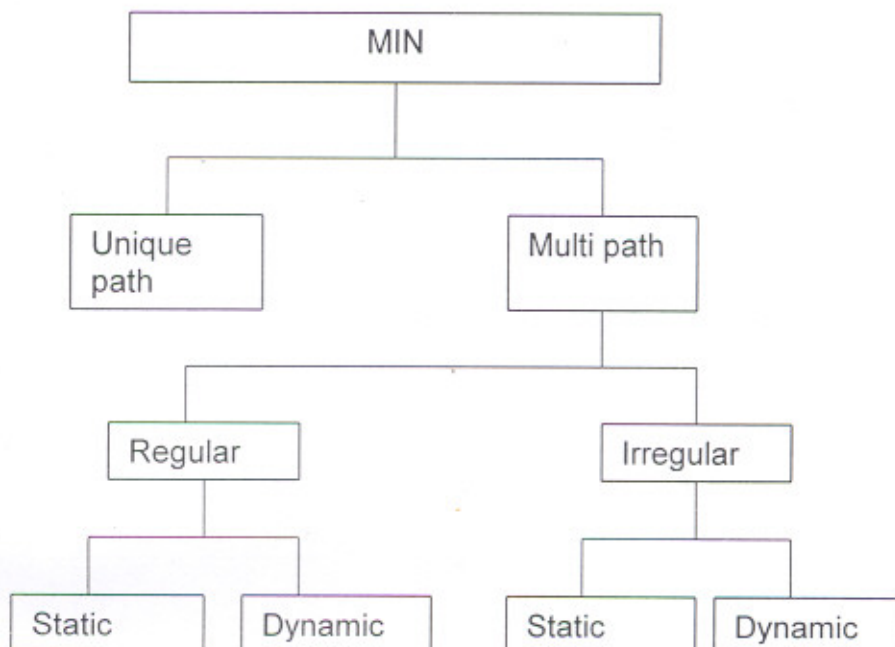 MIN
Unique
path
Multi path
Regular
Irregular
Static
Dynamic
Static
Dynamic